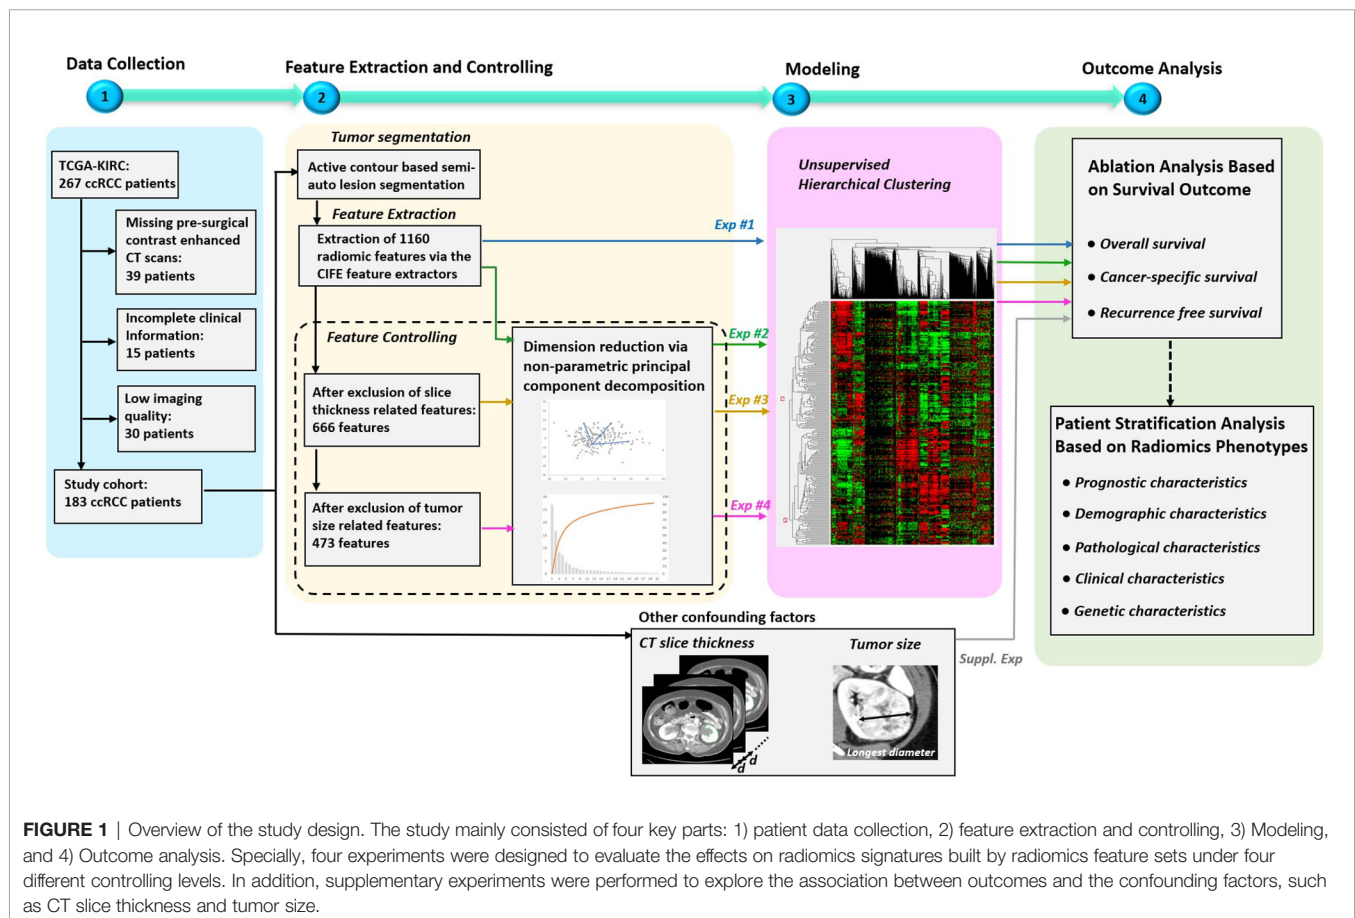 Data Collection
Feature Extraction and Controlling
Modeling
Outcome Analysis
1
2
3
4
TCGA-KIRC:
267 ccRCC patients
Missing pre-surgical
contrast enhanced
CT scans:
39 patients
Incomplete clinical
Information:
15 patients
Low imaging
quality:
30 patients
Study cohort:
183 ccRCC patients
Tumor segmentation
Active contour based semi-
auto lesion segmentation
Feature Extraction
Extraction of 1160
radiomic features via the
CIFE feature extractors
Feature Controlling
After exclusion of slice
thickness related features:
666 features
After exclusion of tumor
size related features:
473 features
Dimension reduction via
non-parametric principal
component decomposition
Exp #1
Exp #2
Exp #3
Exp #4
Unsupervised
Hierarchical Clustering
Ablation Analysis Based
on Survival Outcome
● Overall survival
● Cancer-specific survival
● Recurrence free survival
Patient Stratification Analysis
Based on Radiomics Phenotypes
● Prognostic characteristics
● Demographic characteristics
● Pathological characteristics
● Clinical characteristics
● Genetic characteristics
Other confounding factors
CT slice thickness
d
d
Tumor size
Longest diameter
Suppl. Exp
FIGURE 1 | Overview of the study design. The study mainly consisted of four key parts: 1) patient data collection, 2) feature extraction and controlling, 3) Modeling,
and 4) Outcome analysis. Specially, four experiments were designed to evaluate the effects on radiomics signatures built by radiomics feature sets under four
different controlling levels. In addition, supplementary experiments were performed to explore the association between outcomes and the confounding factors, such
as CT slice thickness and tumor size.